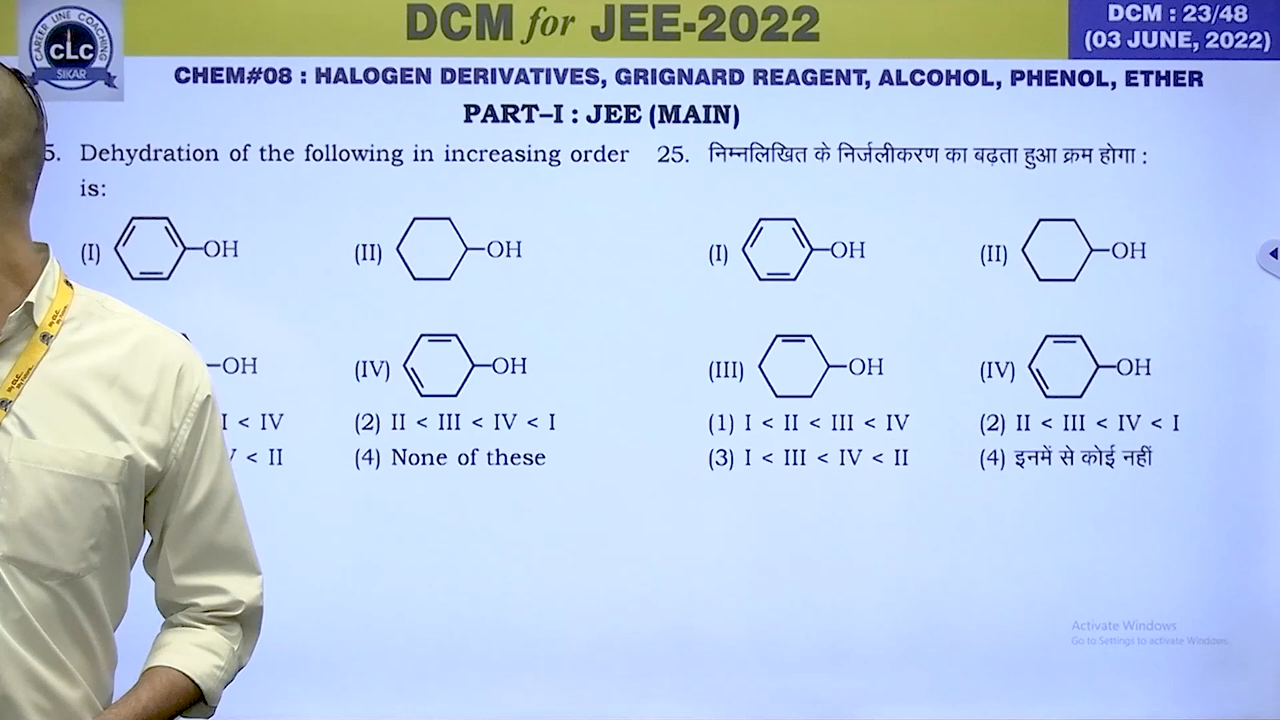 DCM for JEE-2022
DCM : 23/48
(03 JUNE, 2022)
CAREER LINE COACHING
CLC
SIKAR
CHEM#08 : HALOGEN DERIVATIVES, GRIGNARD REAGENT, ALCOHOL, PHENOL, ETHER
PART–I : JEE (MAIN)
5. Dehydration of the following in increasing order
is:
(I) OH (II) OH
OH (IV) OH
I < IV (2) II < III < IV < I
< II (4) None of these
25. निम्नलिखित के निर्जलीकरण का बढ़ता हुआ क्रम होगा :
(I) OH (II) OH
(III) OH (IV) OH
(1) I < II < III < IV (2) II < III < IV < I
(3) I < III < IV < II (4) इनमें से कोई नहीं
Activate Windows
Go to Settings to activate Windows.